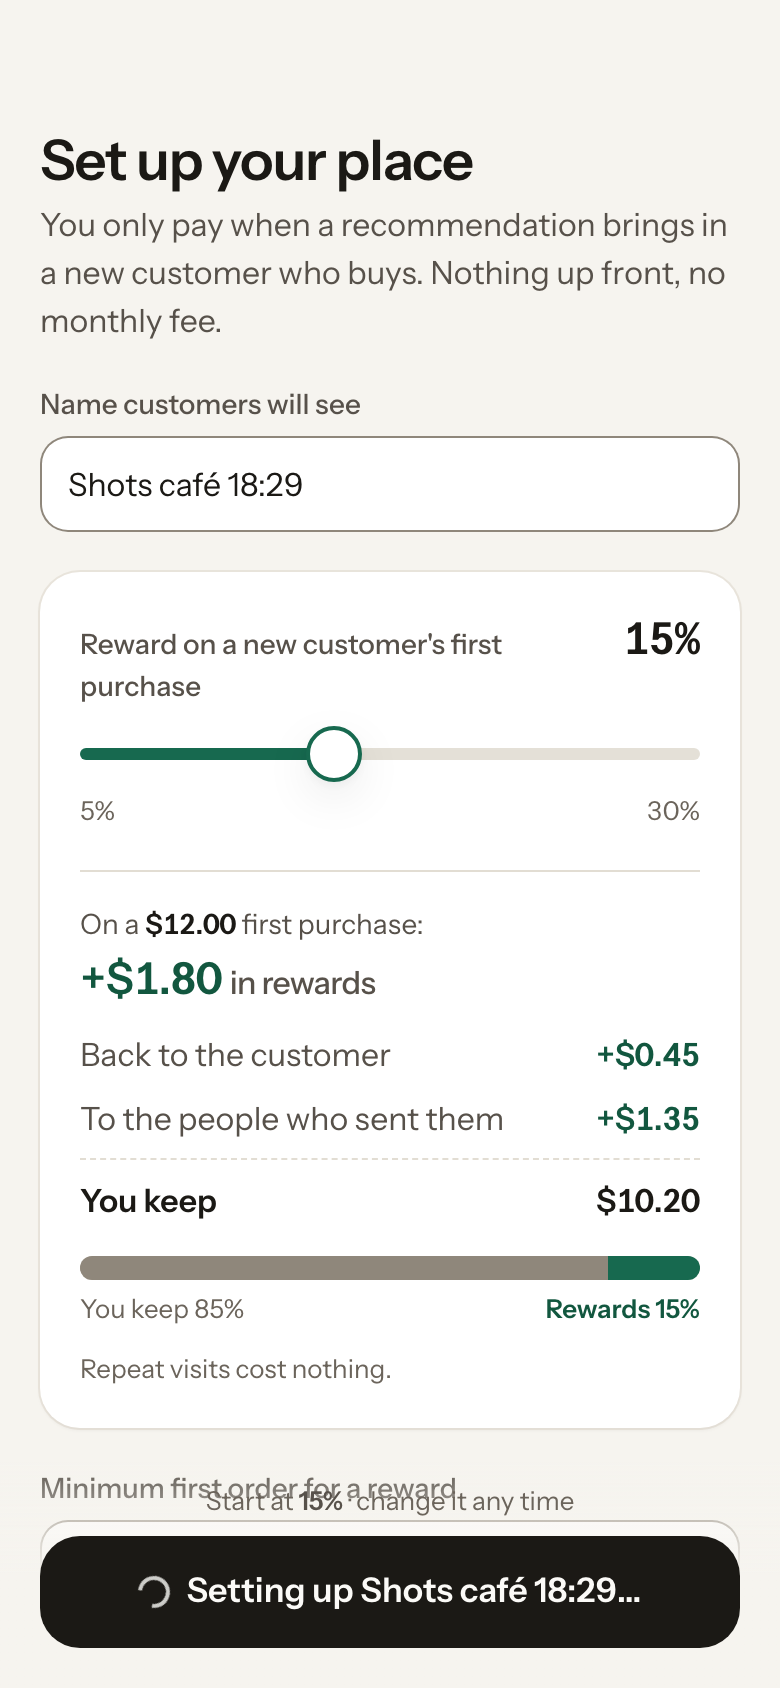 Set up your place
You only pay when a recommendation brings in
a new customer who buys. Nothing up front, no
monthly fee.
Name customers will see
Shots café 18:29
Reward on a new customer's first
purchase
15%
5%
30%
On a $12.00 first purchase:
+$1.80 in rewards
Back to the customer +$0.45
To the people who sent them +$1.35
You keep $10.20
You keep 85%
Rewards 15%
Repeat visits cost nothing.
Minimum first order for a reward
Start at 15% · change it any time
Setting up Shots café 18:29...